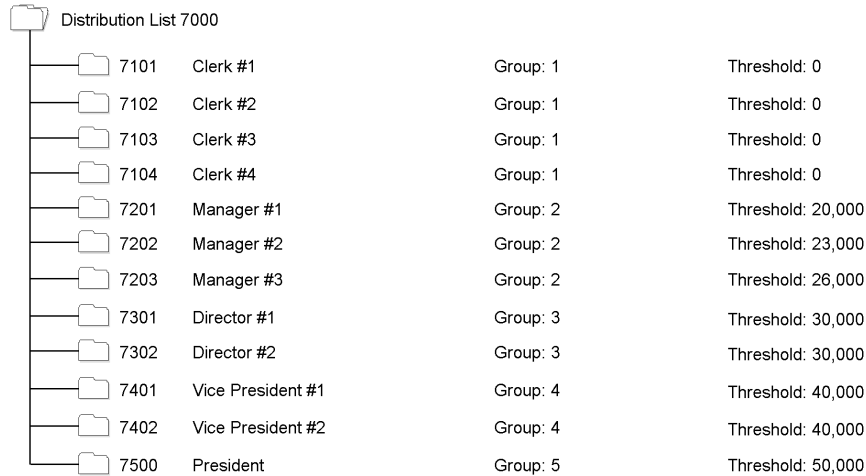 Distribution List 7000
7101 Clerk #1 Group: 1 Threshold: 0
7102 Clerk #2 Group: 1 Threshold: 0
7103 Clerk #3 Group: 1 Threshold: 0
7104 Clerk #4 Group: 1 Threshold: 0
7201 Manager #1 Group: 2 Threshold: 20,000
7202 Manager #2 Group: 2 Threshold: 23,000
7203 Manager #3 Group: 2 Threshold: 26,000
7301 Director #1 Group: 3 Threshold: 30,000
7302 Director #2 Group: 3 Threshold: 30,000
7401 Vice President #1 Group: 4 Threshold: 40,000
7402 Vice President #2 Group: 4 Threshold: 40,000
7500 President Group: 5 Threshold: 50,000